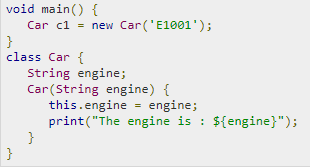 void main() {
   Car c1 = new Car('E1001');
}
class Car {
   String engine;
   Car(String engine) {
      this.engine = engine;
      print("The engine is : ${engine}");
   }
}